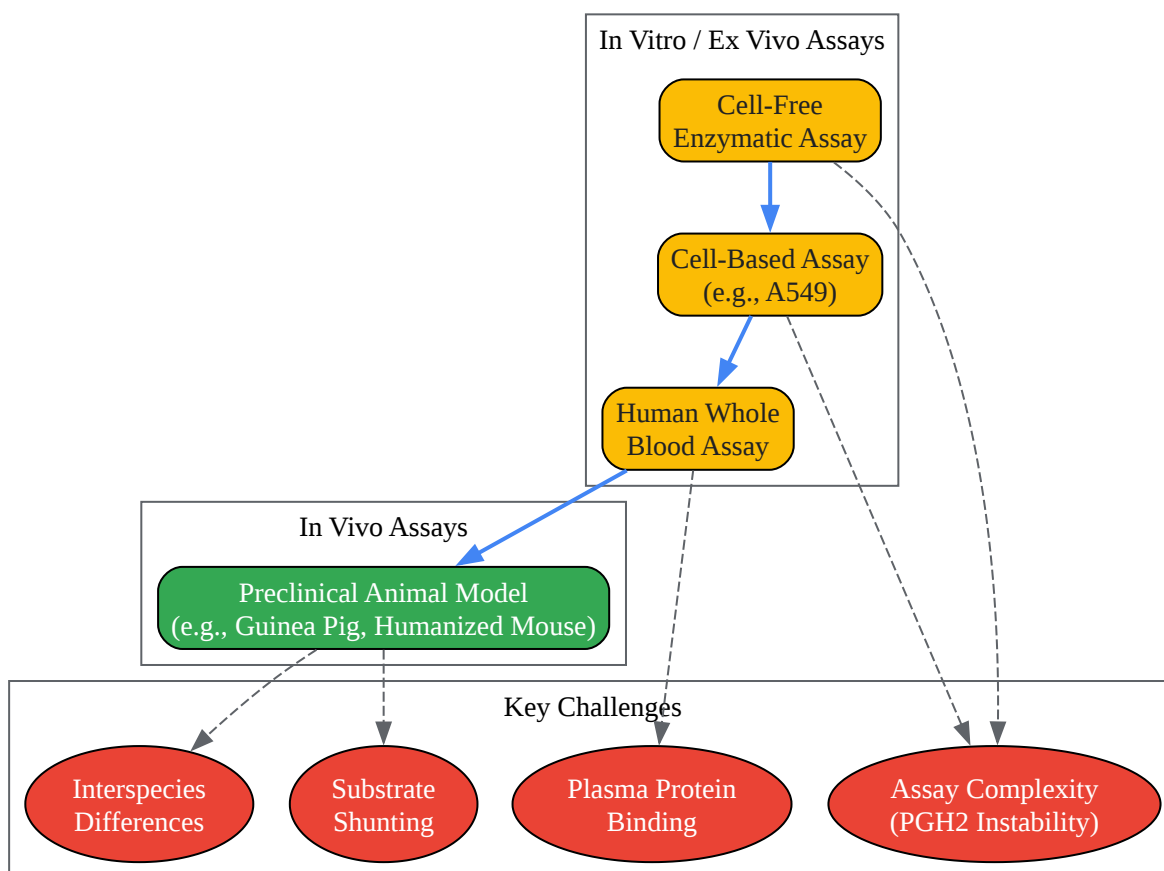 In Vitro / Ex Vivo Assays
Cell-Free
Enzymatic Assay
Cell-Based Assay
(e.g., A549)
Human Whole
Blood Assay
In Vivo Assays
Preclinical Animal Model
(e.g., Guinea Pig, Humanized Mouse)
Key Challenges
Interspecies
Differences
Substrate
Shunting
Plasma Protein
Binding
Assay Complexity
(PGH2 Instability)